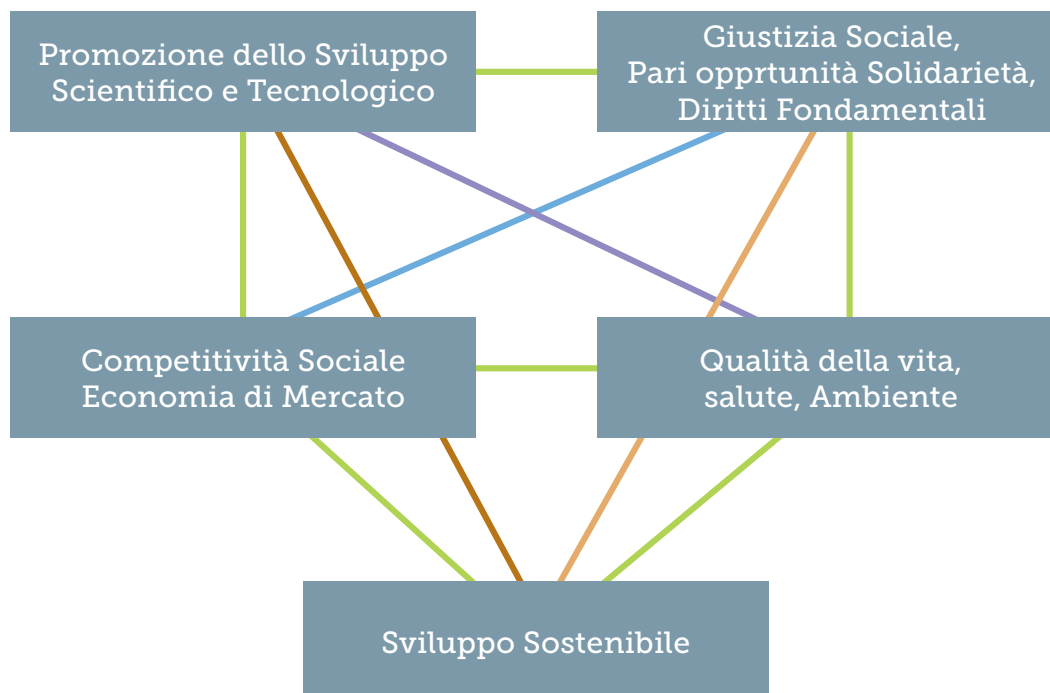 Promozione dello Sviluppo
Scientifico e Tecnologico
Giustizia Sociale,
Pari opprtunità Solidarietà,
Diritti Fondamentali
Competitività Sociale
Economia di Mercato
Qualità della vita,
salute, Ambiente
Sviluppo Sostenibile